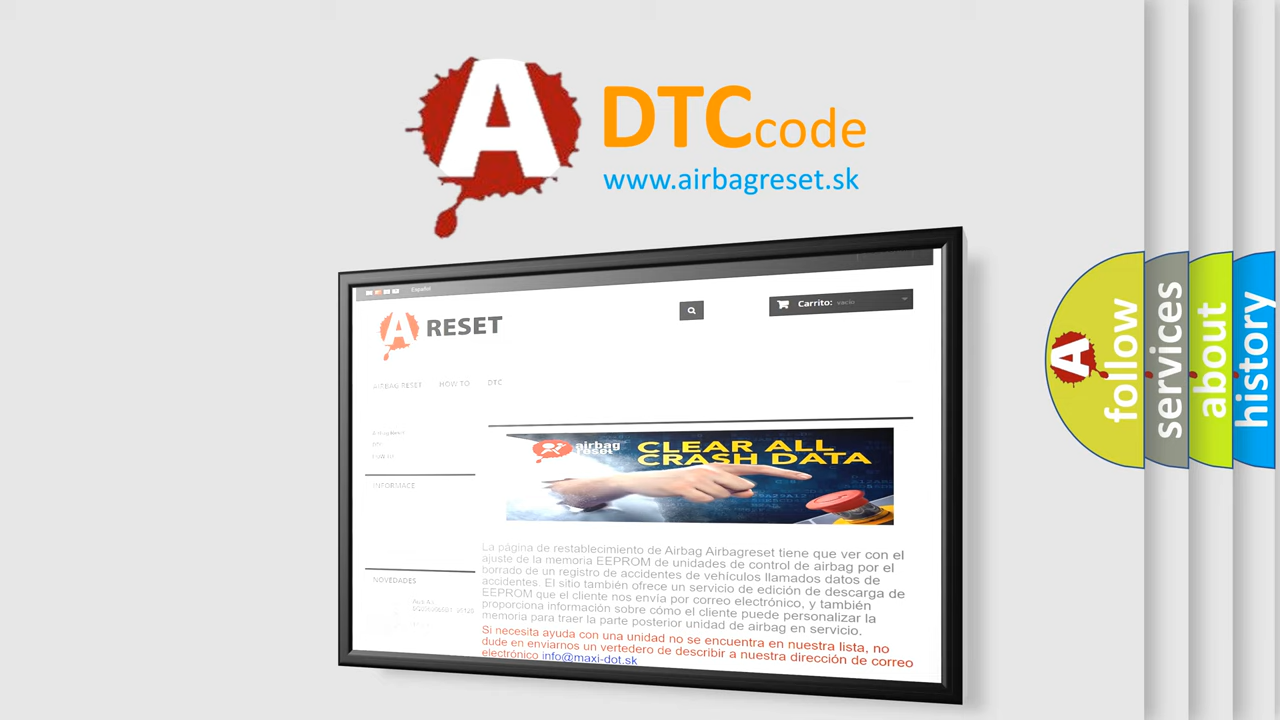 A DTCcode
www.airbagreset.sk
Español
A RESET
Carrito: vacío
AIRBAG RESET HOW TO DTC
INFORMACE
airbag
reset
CLEAR ALL
CRASH DATA
La página de restablecimiento de Airbag Airbagreset tiene que ver con el
ajuste de la memoria EEPROM de unidades de control de airbag por el
borrado de un registro de accidentes de vehículos llamados datos de
accidentes. El sitio también ofrece un servicio de edición de descarga de
EEPROM que el cliente nos envía por correo electrónico, y también
proporciona información sobre cómo el cliente puede personalizar la
memoria para traer la parte posterior unidad de airbag en servicio.
Si necesita ayuda con una unidad no se encuentra en nuestra lista, no
dude en enviarnos un vertedero de describir a nuestra dirección de correo
electrónico info@maxi-dot.sk
NOVEDADES
A follow
services
about
history